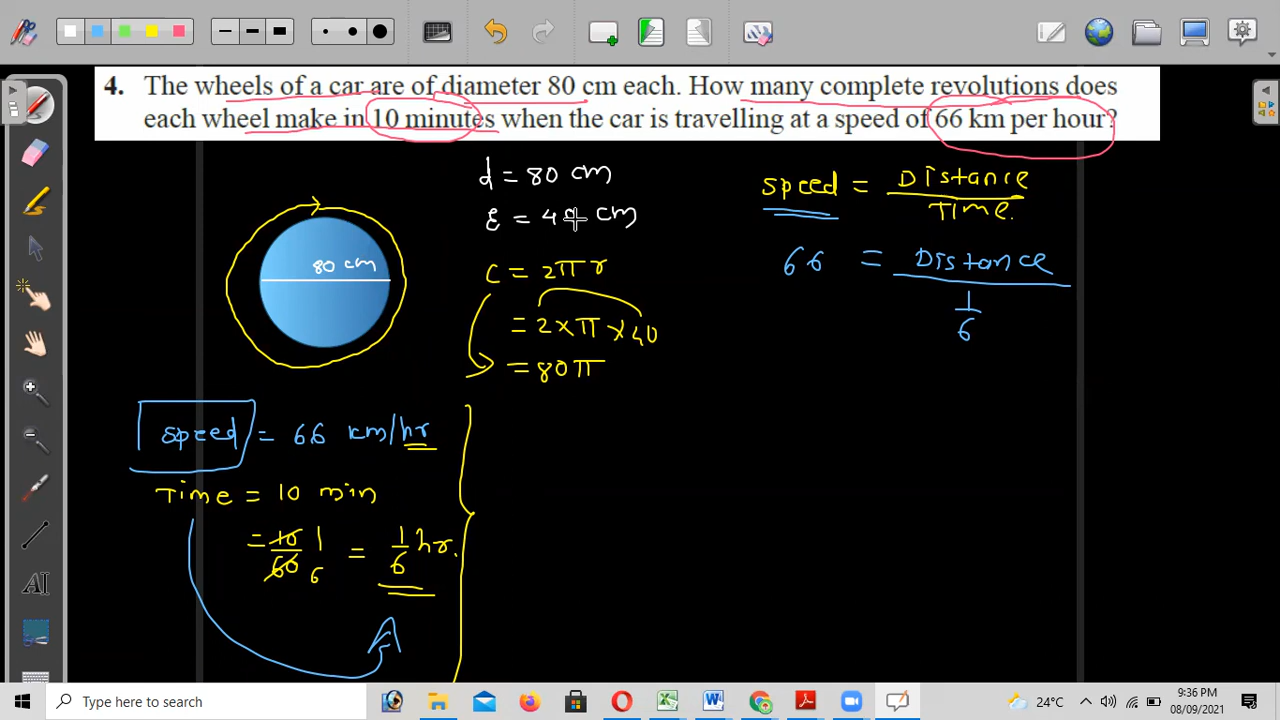 4. The wheels of a car are of diameter 80 cm each. How many complete revolutions does
each wheel make in 10 minutes when the car is travelling at a speed of 66 km per hour?
80 cm
d = 80 cm
r = 40 cm
c = 2πr
= 2×π×40
= 80π
speed = Distance
Time.
66 = Distance
1
6
speed = 66 km/hr
Time = 10 min
= 10/60 1/6 = 1/6 hr.
AI
Type here to search
24°C
9:36 PM
08/09/2021